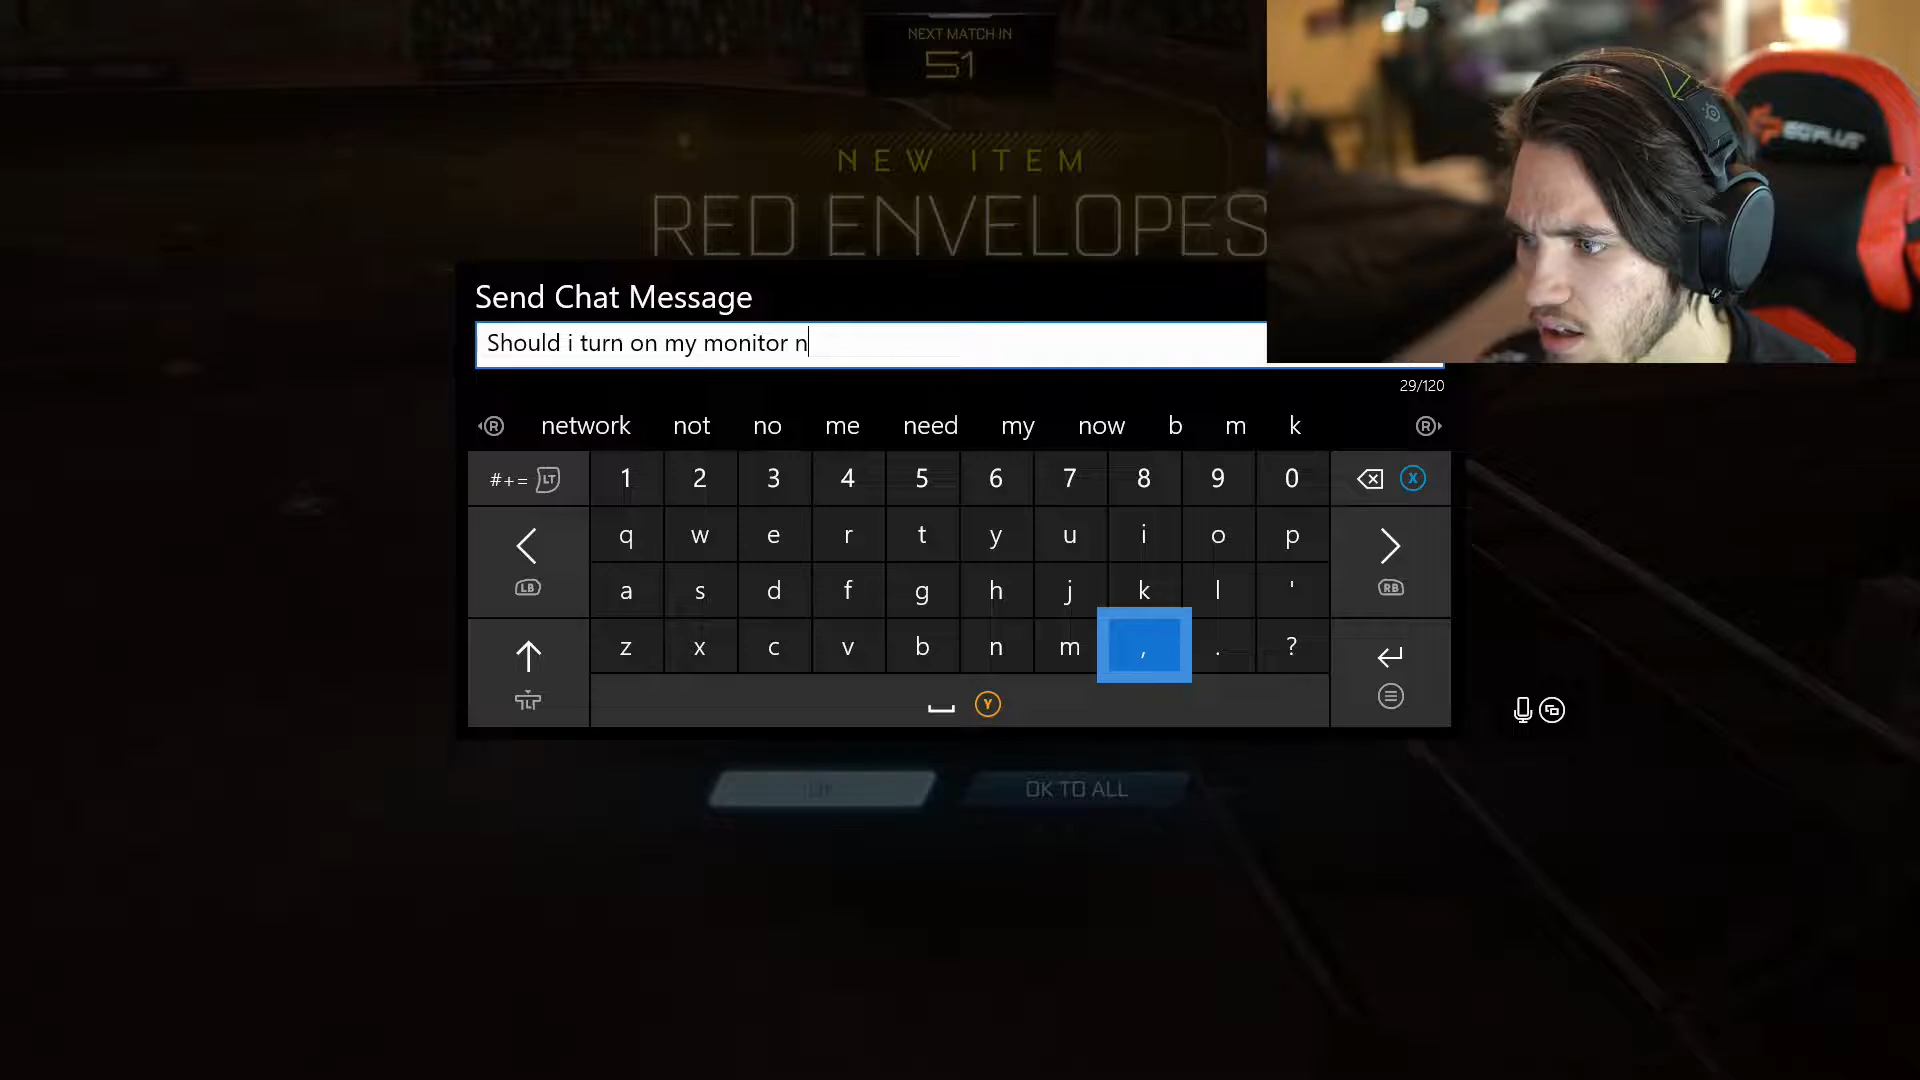 NEXT MATCH IN
51
NEW ITEM
RED ENVELOPES
Send Chat Message
Should i turn on my monitor n
29/120
R network not no me need my now b m k R
#+= LT 1 2 3 4 5 6 7 8 9 0 X
LB q w e r t y u i o p RB
a s d f g h j k l '
z x c v b n m , . ?
Y
OK TO ALL